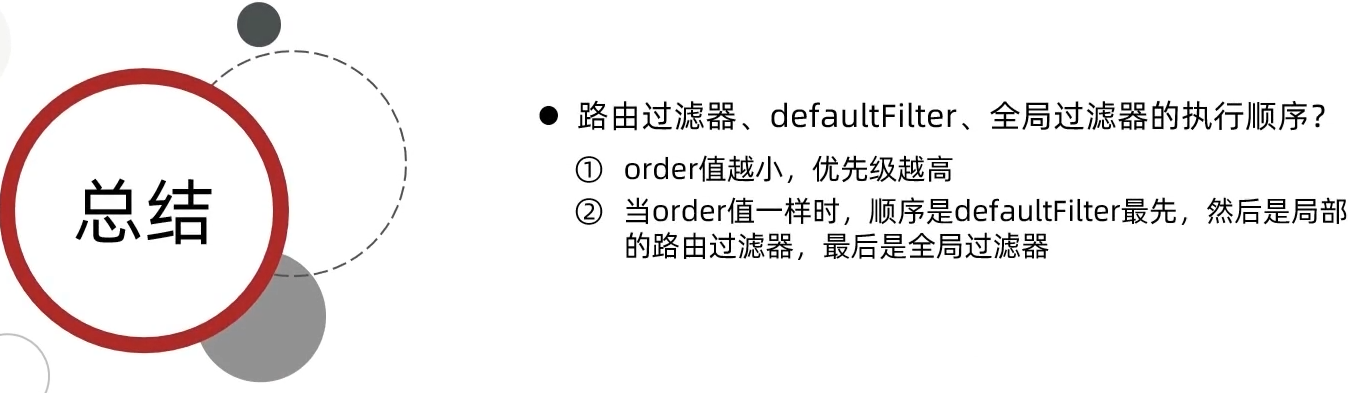 总结
● 路由过滤器、defaultFilter、全局过滤器的执行顺序?
① order值越小，优先级越高
② 当order值一样时，顺序是defaultFilter最先，然后是局部
的路由过滤器，最后是全局过滤器